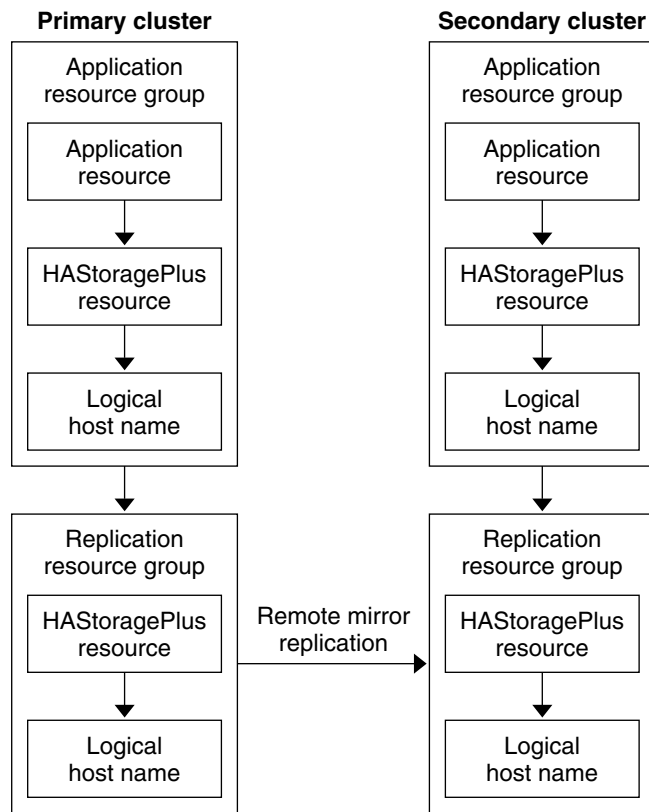 Primary cluster
Application
resource group
Application
resource
HAStoragePlus
resource
Logical
host name
Replication
resource group
HAStoragePlus
resource
Logical
host name
Remote mirror
replication
Secondary cluster
Application
resource group
Application
resource
HAStoragePlus
resource
Logical
host name
Replication
resource group
HAStoragePlus
resource
Logical
host name